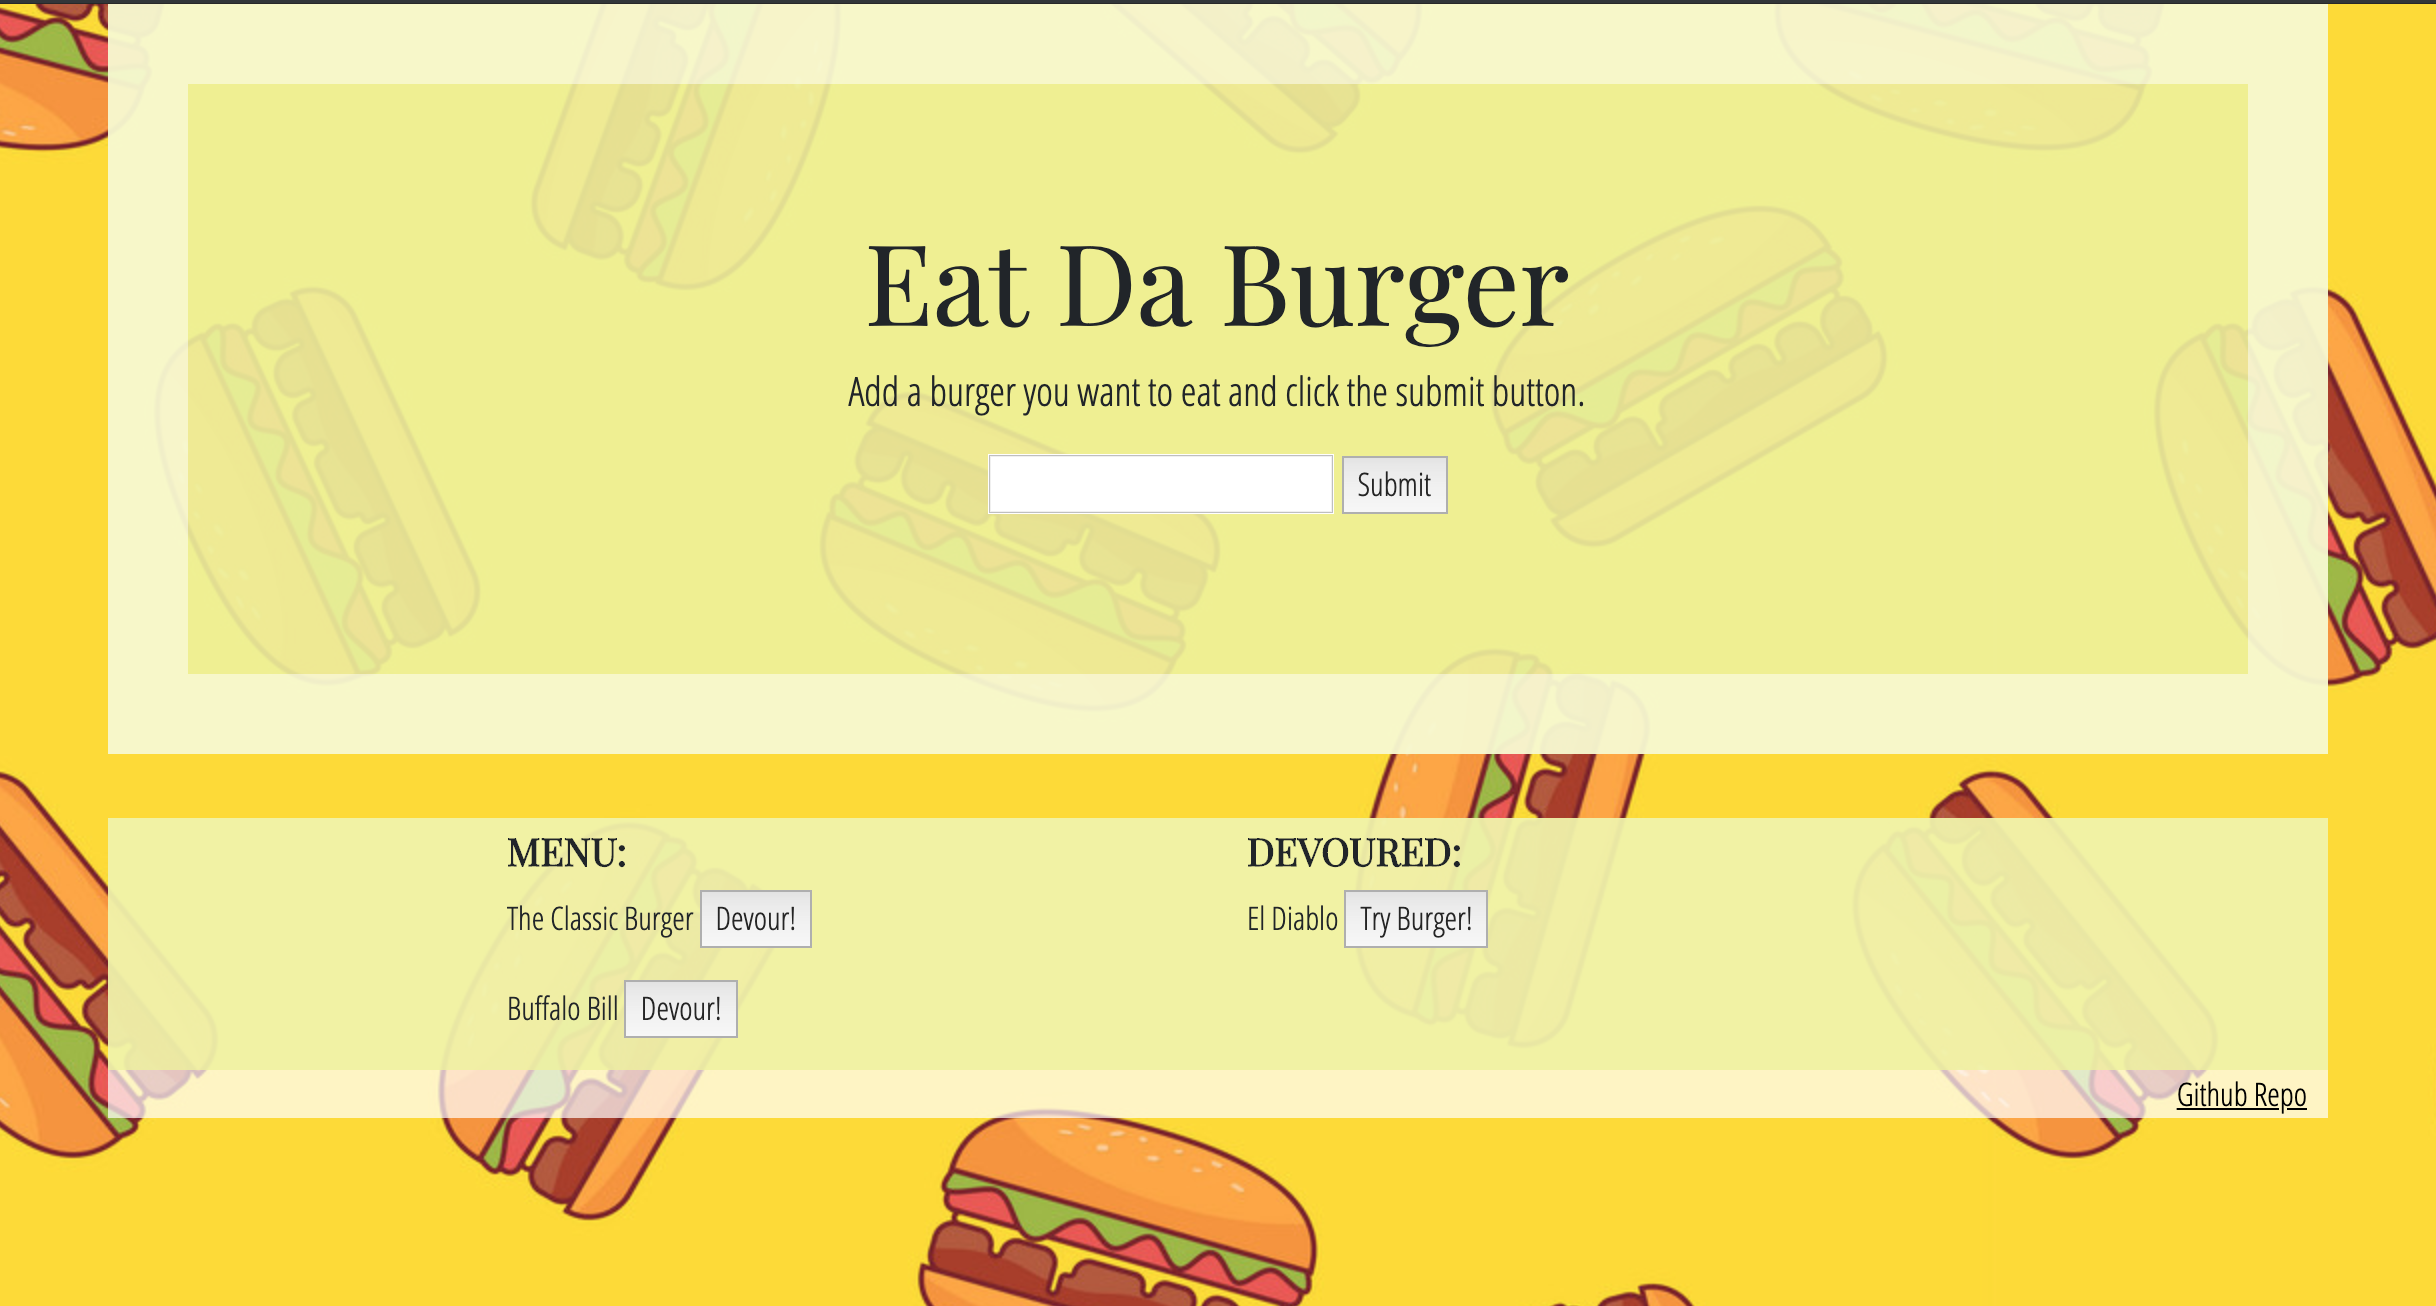 Eat Da Burger
Add a burger you want to eat and click the submit button.
Submit
MENU:
The Classic Burger Devour!
Buffalo Bill Devour!
DEVOURED:
El Diablo Try Burger!
Github Repo